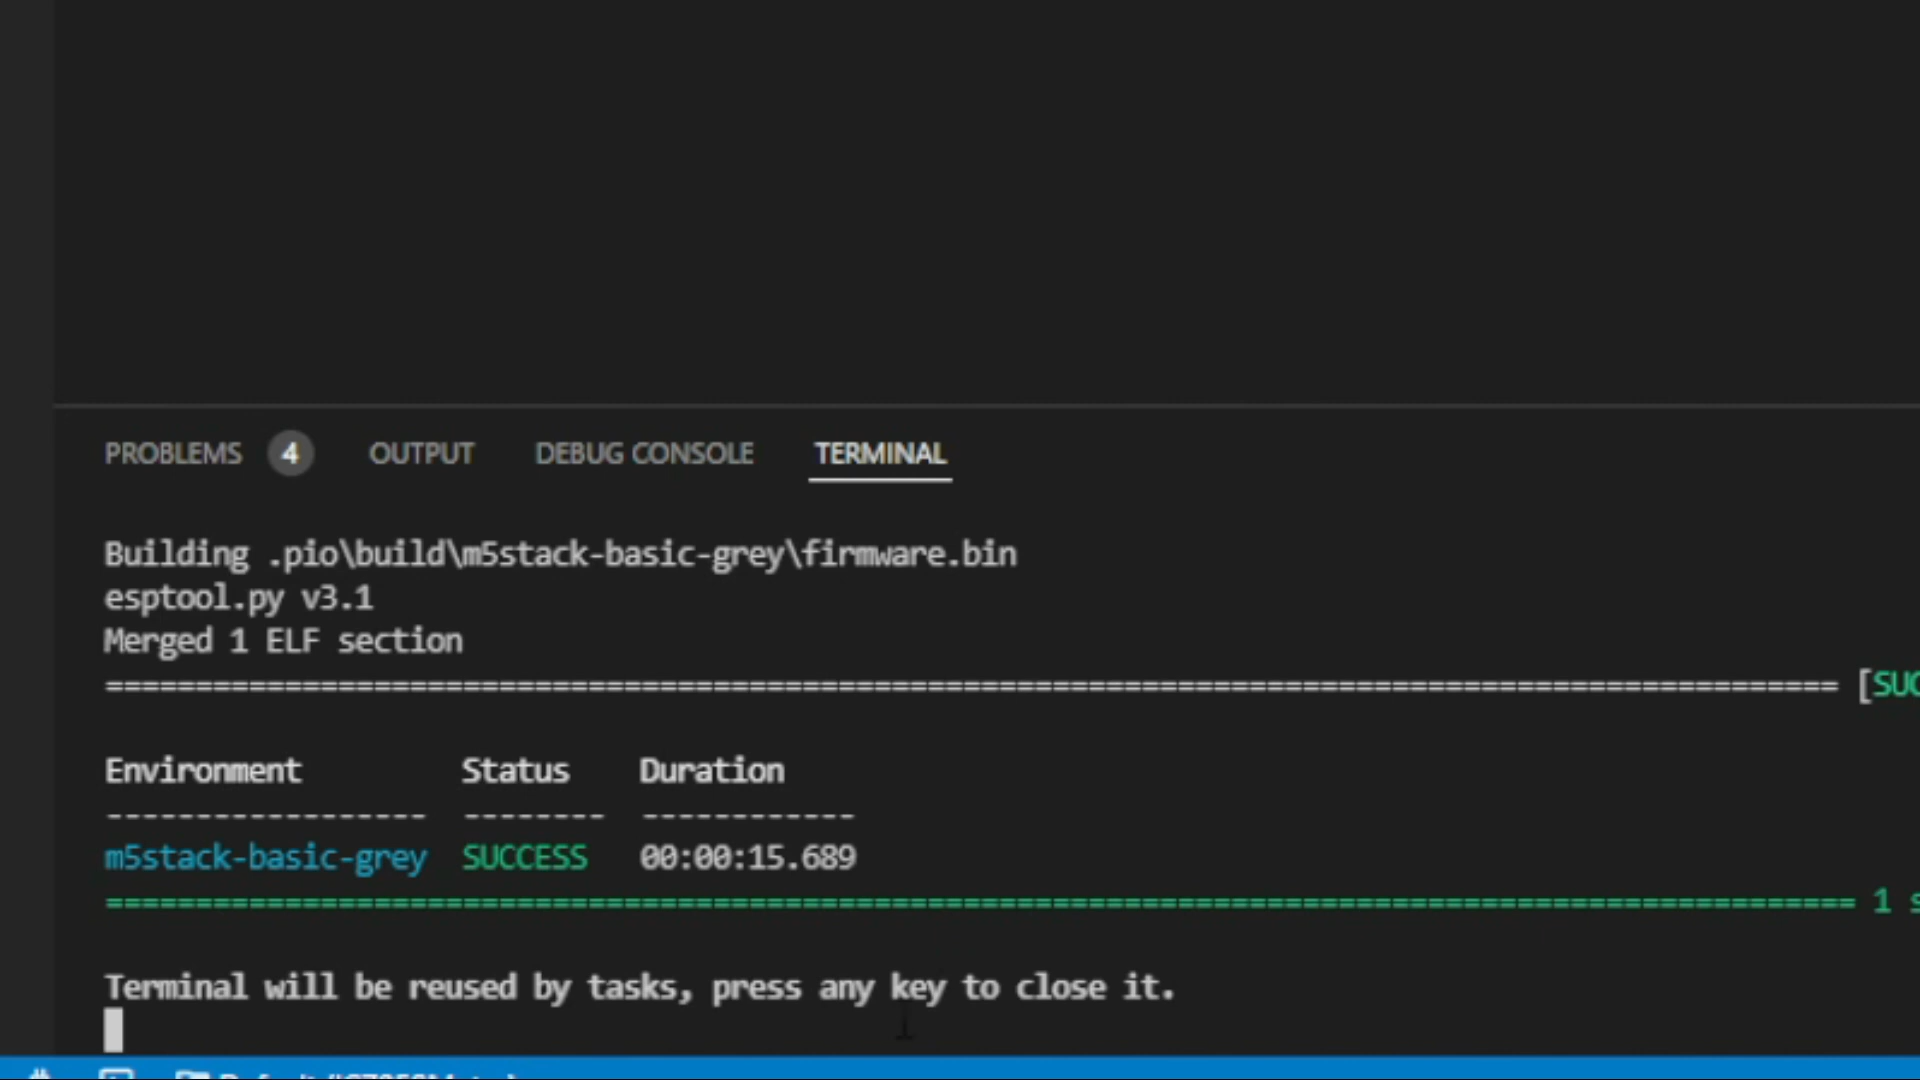 PROBLEMS 4 OUTPUT DEBUG CONSOLE TERMINAL
Building .pio\build\m5stack-basic-grey\firmware.bin
esptool.py v3.1
Merged 1 ELF section
================================================================================================= [SUC
Environment Status Duration
------------------ -------- ------------
m5stack-basic-grey SUCCESS 00:00:15.689
================================================================================================== 1 s
Terminal will be reused by tasks, press any key to close it.